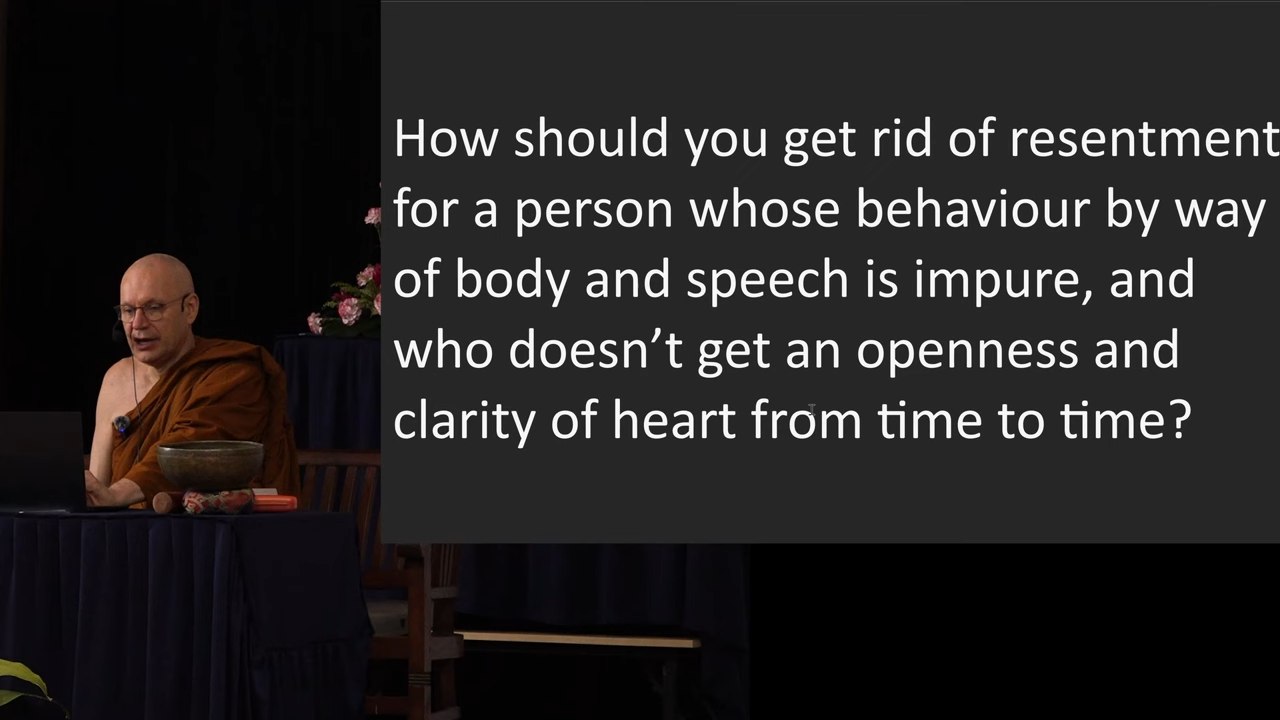 How should you get rid of resentment
for a person whose behaviour by way
of body and speech is impure, and
who doesn’t get an openness and
clarity of heart from time to time?